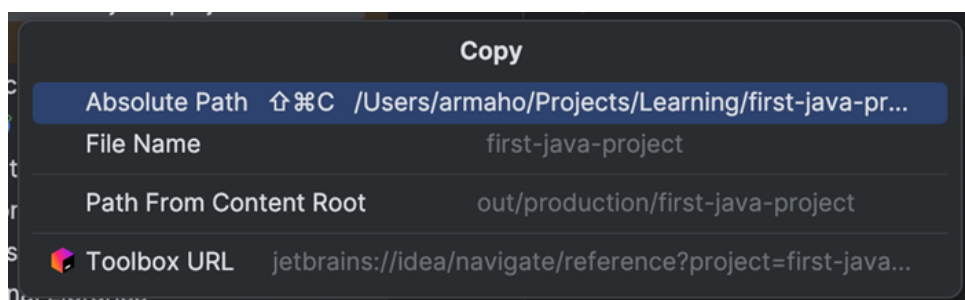 Copy
Absolute Path ⇧⌘C /Users/armaho/Projects/Learning/first-java-pr...
File Name first-java-project
Path From Content Root out/production/first-java-project
Toolbox URL jetbrains://idea/navigate/reference?project=first-java...